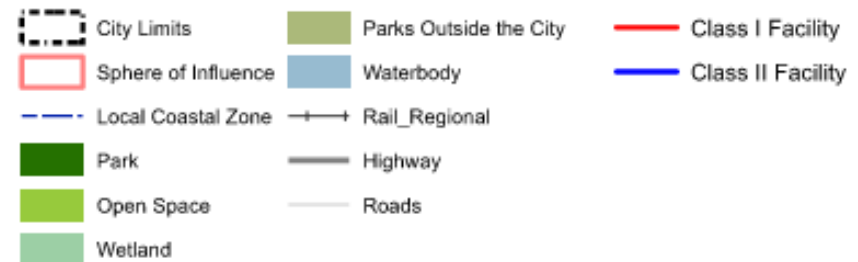 City Limits
Sphere of Influence
Local Coastal Zone
Park
Open Space
Wetland
Parks Outside the City
Waterbody
Rail_Regional
Highway
Roads
Class I Facility
Class II Facility